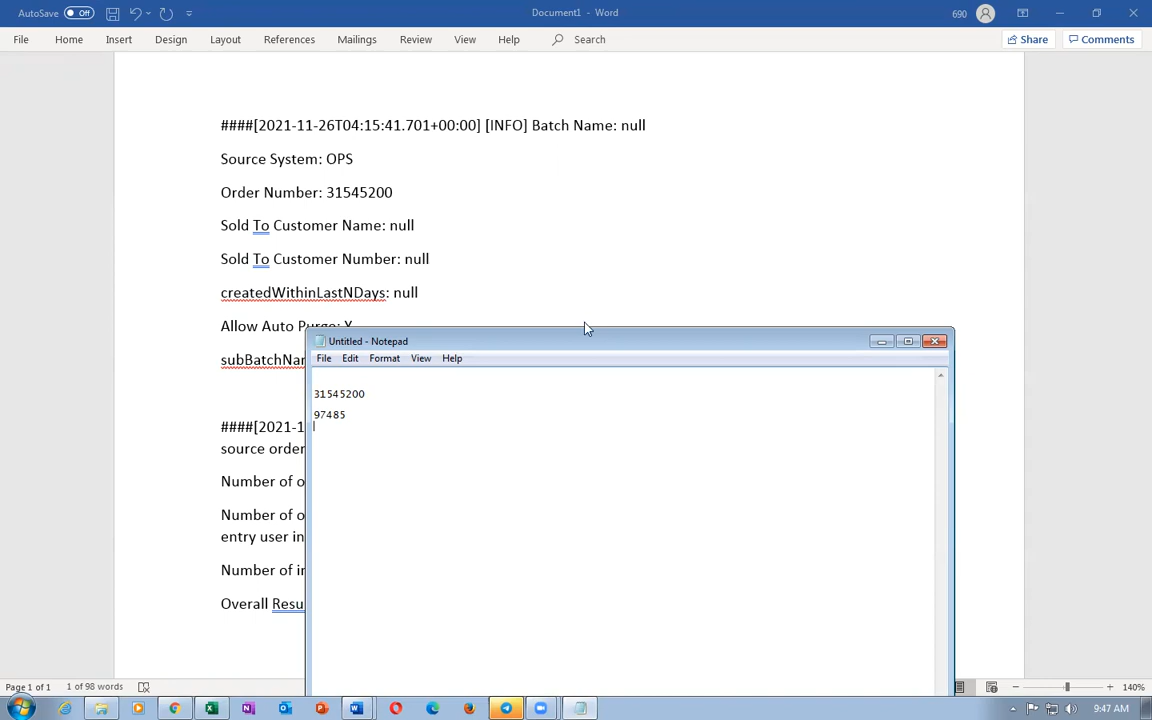 AutoSave Off
Document1 - Word
690
File Home Insert Design Layout References Mailings Review View Help Search Share Comments
####[2021-11-26T04:15:41.701+00:00] [INFO] Batch Name: null
Source System: OPS
Order Number: 31545200
Sold To Customer Name: null
Sold To Customer Number: null
createdWithinLastNDays: null
Allow Auto Purge: Y
subBatchNam
####[2021-1
source order
Number of o
Number of o
entry user in
Number of in
Overall Resu
Untitled - Notepad
File Edit Format View Help
31545200
97485
Page 1 of 1 1 of 98 words 140%
9:47 AM